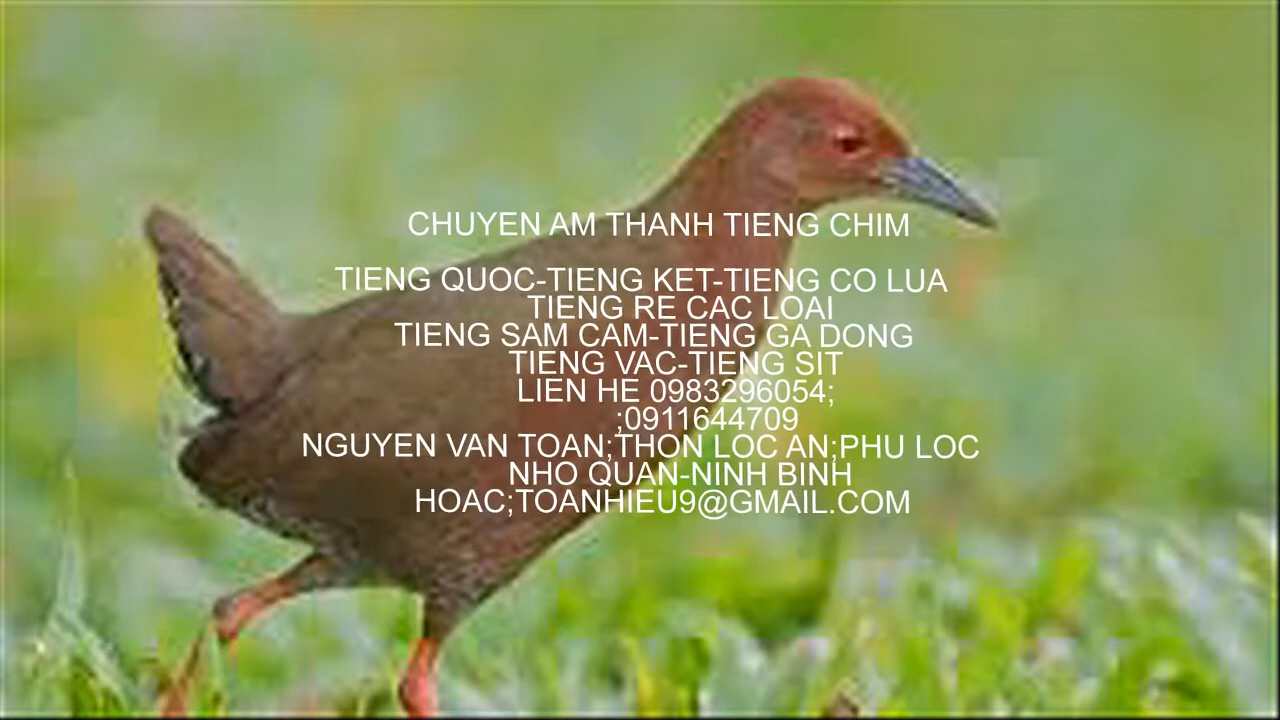 CHUYEN AM THANH TIENG CHIM
TIENG QUOC-TIENG KET-TIENG CO LUA
TIENG RE CAC LOAI
TIENG SAM CAM-TIENG GA DONG
TIENG VAC-TIENG SIT
LIEN HE 0983296054;
;0911644709
NGUYEN VAN TOAN;THON LOC AN;PHU LOC
NHO QUAN-NINH BINH
HOAC;TOANHIEU9@GMAIL.COM